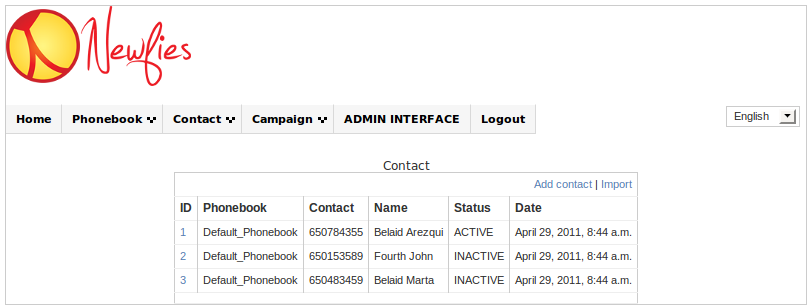 Newfies
Home Phonebook Contact Campaign ADMIN INTERFACE Logout English
Contact
Add contact | Import
ID Phonebook Contact Name Status Date
1 Default_Phonebook 650784355 Belaid Arezqui ACTIVE April 29, 2011, 8:44 a.m.
2 Default_Phonebook 650153589 Fourth John INACTIVE April 29, 2011, 8:44 a.m.
3 Default_Phonebook 650483459 Belaid Marta INACTIVE April 29, 2011, 8:44 a.m.